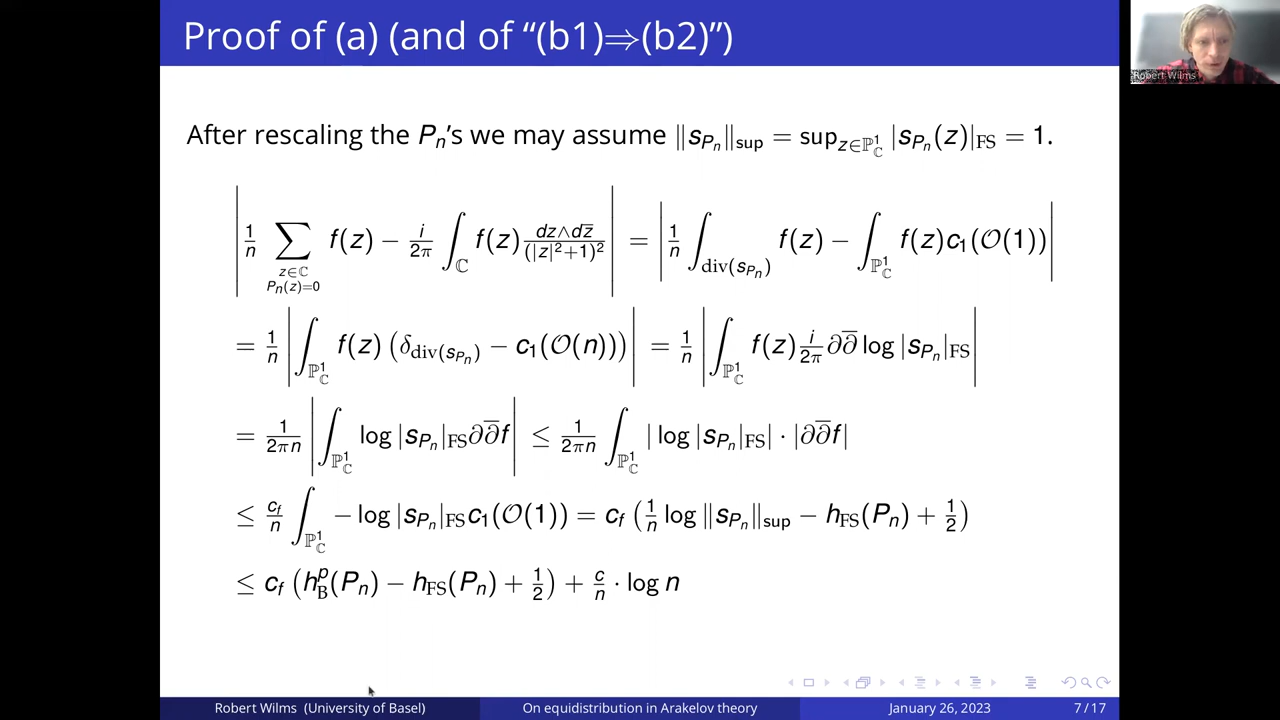 Proof of (a) (and of “(b1)⇒(b2)”)
Robert Wilms
After rescaling the Pₙ's we may assume ‖s_{Pₙ}‖_sup = sup_{z∈ℙ¹_ℂ} |s_{Pₙ}(z)|_FS = 1.
| 1/n ∑_{z∈ℂ, Pₙ(z)=0} f(z) − i/2π ∫_ℂ f(z) dz∧dz̄/(|z|²+1)² | = | 1/n ∫_{div(s_{Pₙ})} f(z) − ∫_{ℙ¹_ℂ} f(z)c₁(𝒪(1)) |
= 1/n | ∫_{ℙ¹_ℂ} f(z) (δ_{div(s_{Pₙ})} − c₁(𝒪(n))) | = 1/n | ∫_{ℙ¹_ℂ} f(z) i/2π ∂∂̄ log |s_{Pₙ}|_FS |
= 1/2πn | ∫_{ℙ¹_ℂ} log |s_{Pₙ}|_FS ∂∂̄f | ≤ 1/2πn ∫_{ℙ¹_ℂ} | log |s_{Pₙ}|_FS| · |∂∂̄f|
≤ c_f/n ∫_{ℙ¹_ℂ} − log |s_{Pₙ}|_FS c₁(𝒪(1)) = c_f (1/n log ‖s_{Pₙ}‖_sup − h_FS(Pₙ) + 1/2)
≤ c_f (h_B^p(Pₙ) − h_FS(Pₙ) + 1/2) + c/n · log n
Robert Wilms (University of Basel) On equidistribution in Arakelov theory January 26, 2023 7 / 17